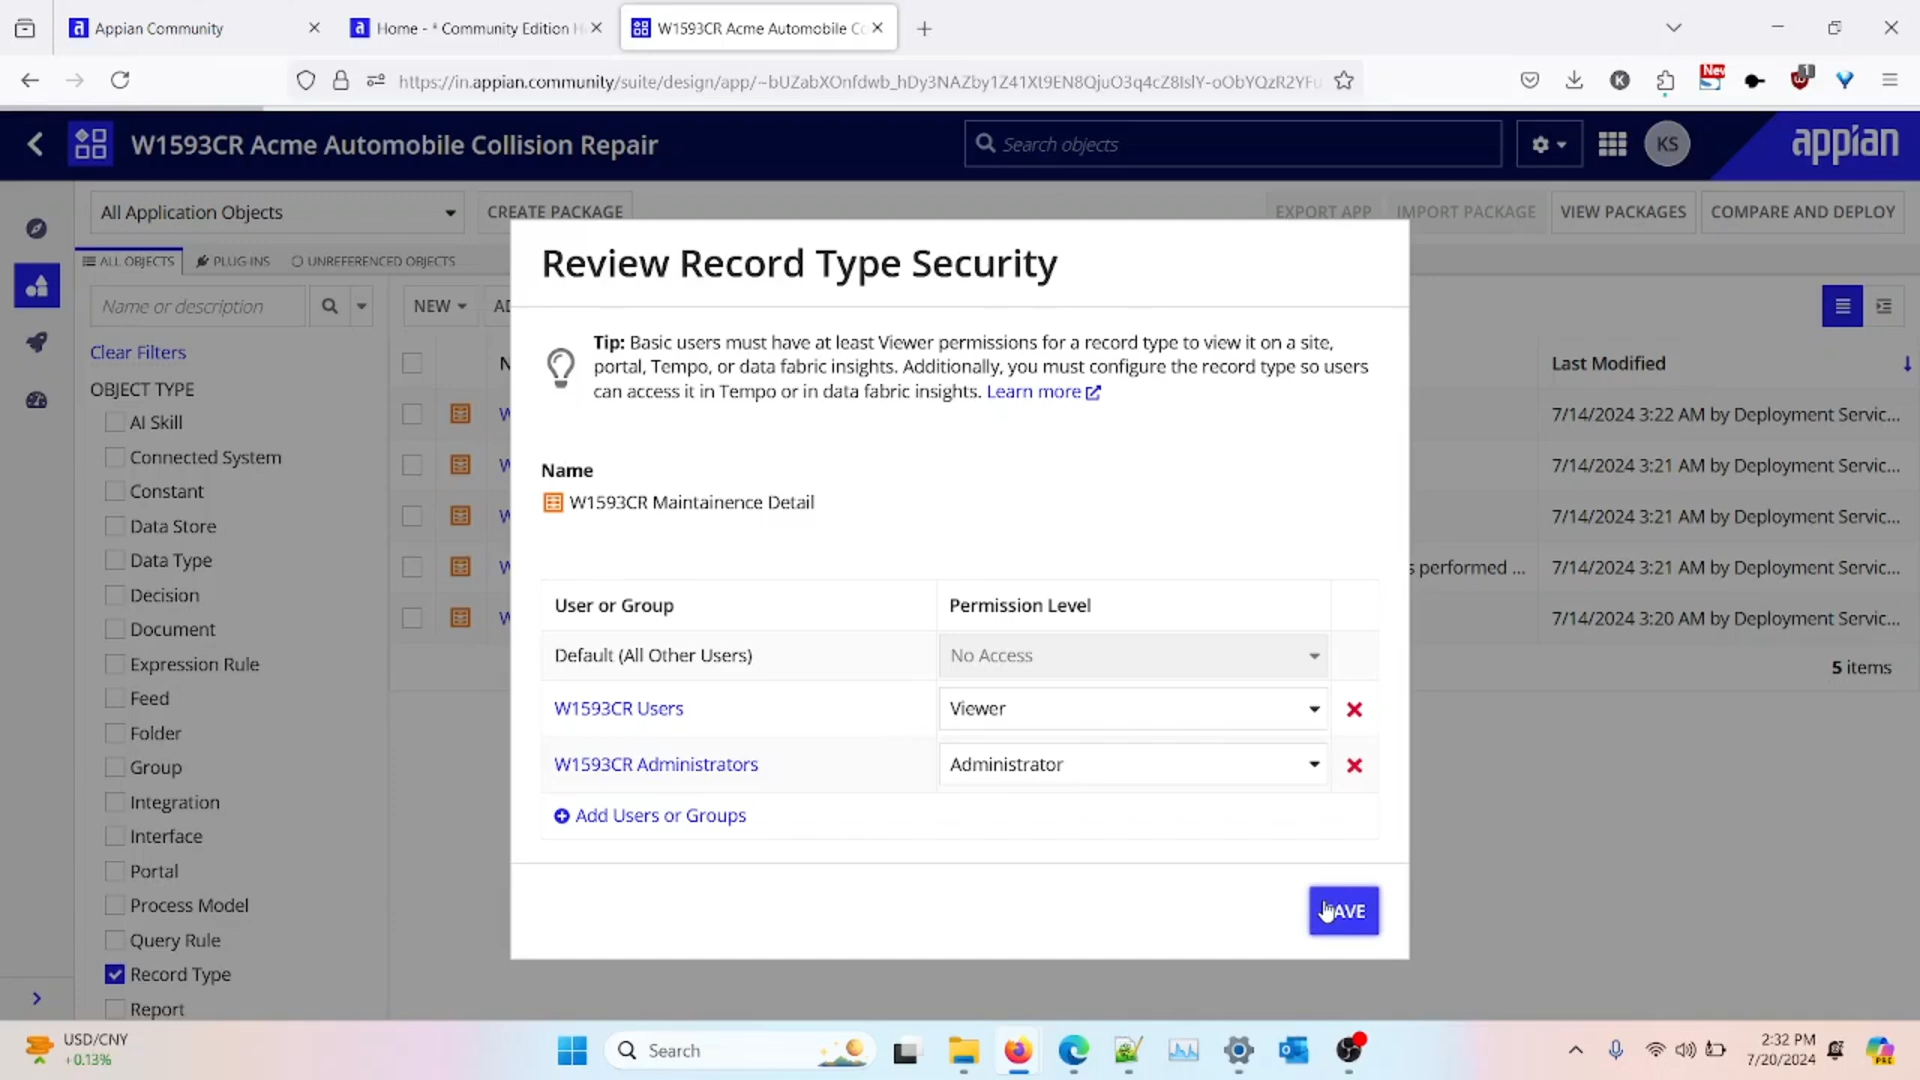 Appian Community
Home - * Community Edition H
W1593CR Acme Automobile Co
https://in.appian.community/suite/design/app/~bUZabXOnfdwb_hDy3NAZby1Z41Xt9EN8QjuO3q4cZ8IslY-oObYQzR2YFu
K
New
1
W1593CR Acme Automobile Collision Repair
Search objects
KS
appian
All Application Objects
CREATE PACKAGE
EXPORT APP
IMPORT PACKAGE
VIEW PACKAGES
COMPARE AND DEPLOY
ALL OBJECTS
PLUG-INS
UNREFERENCED OBJECTS
Name or description
NEW
AD
Clear Filters
OBJECT TYPE
AI Skill
Connected System
Constant
Data Store
Data Type
Decision
Document
Expression Rule
Feed
Folder
Group
Integration
Interface
Portal
Process Model
Query Rule
Record Type
Report
N
W
W
W
W
W
Last Modified
7/14/2024 3:22 AM by Deployment Servic...
7/14/2024 3:21 AM by Deployment Servic...
7/14/2024 3:21 AM by Deployment Servic...
s performed ...
7/14/2024 3:21 AM by Deployment Servic...
7/14/2024 3:20 AM by Deployment Servic...
5 items
Review Record Type Security
Tip: Basic users must have at least Viewer permissions for a record type to view it on a site,
portal, Tempo, or data fabric insights. Additionally, you must configure the record type so users
can access it in Tempo or in data fabric insights. Learn more
Name
W1593CR Maintainence Detail
User or Group
Permission Level
Default (All Other Users)
No Access
W1593CR Users
Viewer
W1593CR Administrators
Administrator
Add Users or Groups
SAVE
USD/CNY
+0.13%
Search
2:32 PM
7/20/2024
PRE